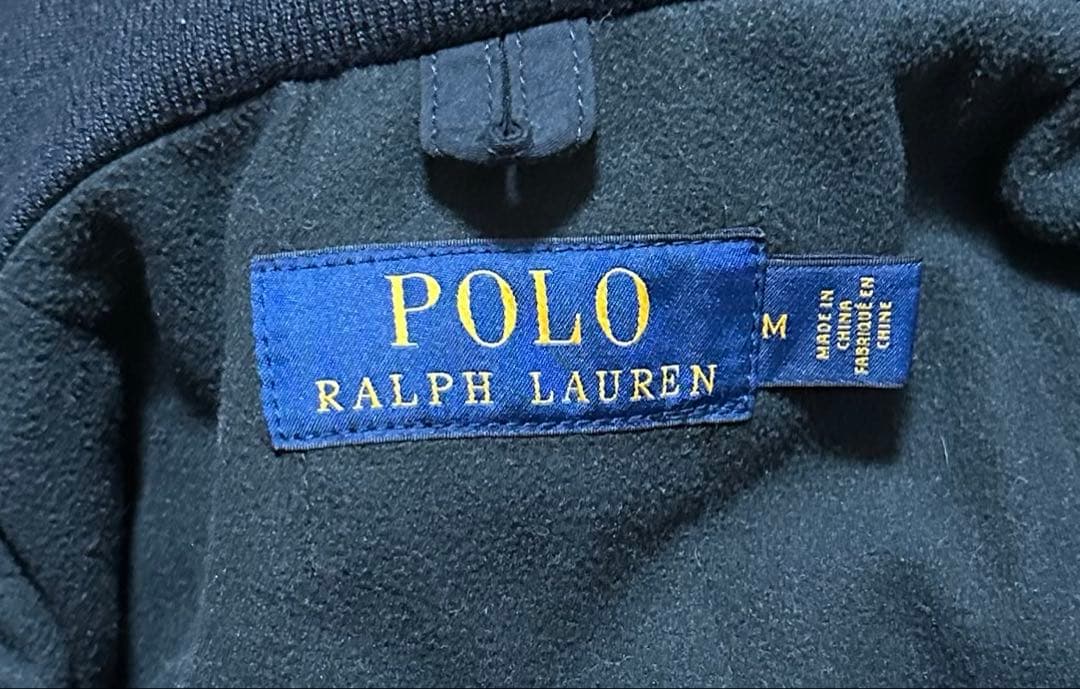 POLO
RALPH LAUREN
M
MADE IN
CHINA
FABRIQUÉ EN
CHINE